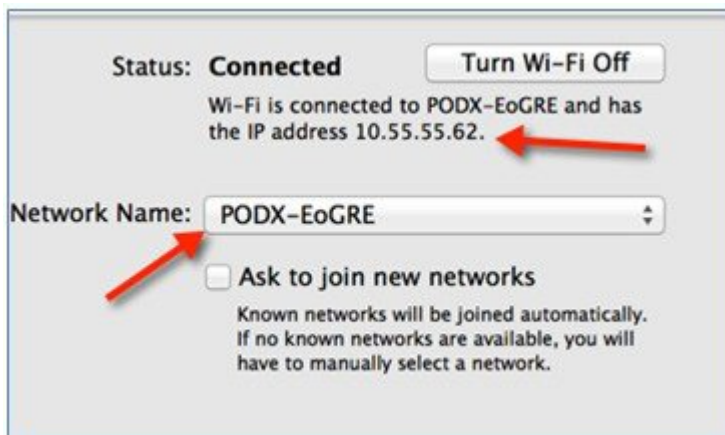 Status: Connected Turn Wi-Fi Off
Wi-Fi is connected to PODX-EoGRE and has
the IP address 10.55.55.62.
Network Name: PODX-EoGRE
Ask to join new networks
Known networks will be joined automatically.
If no known networks are available, you will
have to manually select a network.